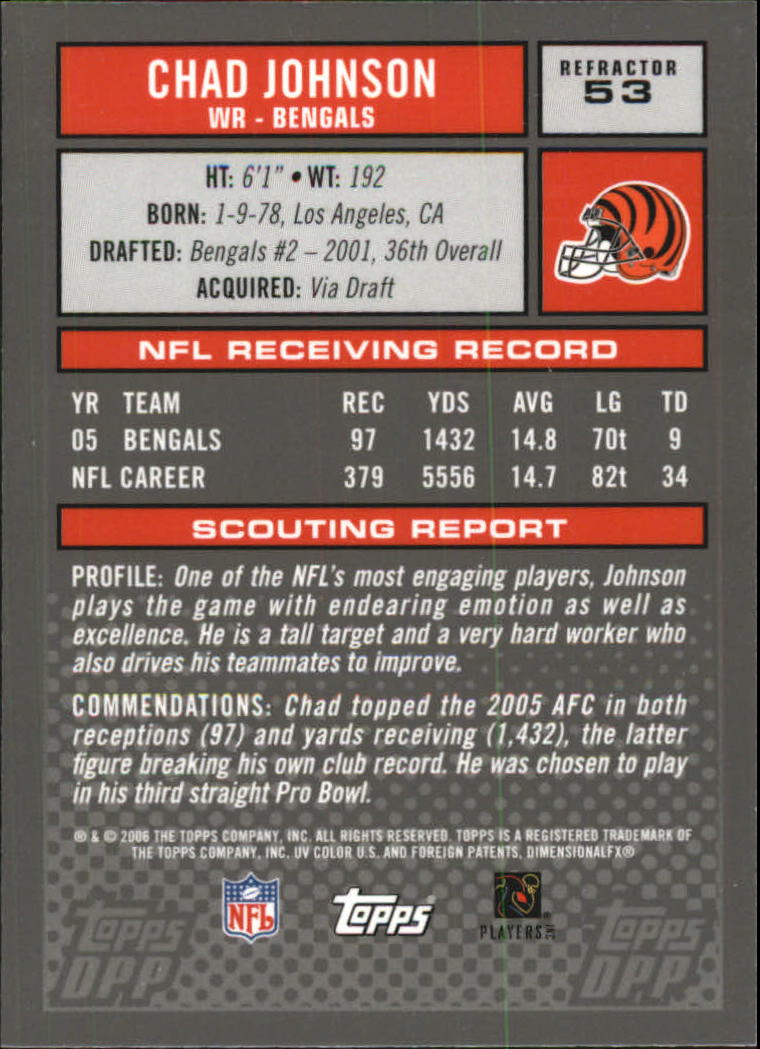 CHAD JOHNSON
WR - BENGALS
REFRACTOR
53
HT: 6'1" • WT: 192
BORN: 1-9-78, Los Angeles, CA
DRAFTED: Bengals #2 – 2001, 36th Overall
ACQUIRED: Via Draft
NFL RECEIVING RECORD
YR TEAM REC YDS AVG LG TD
05 BENGALS 97 1432 14.8 70t 9
NFL CAREER 379 5556 14.7 82t 34
SCOUTING REPORT
PROFILE: One of the NFL's most engaging players, Johnson
plays the game with endearing emotion as well as
excellence. He is a tall target and a very hard worker who
also drives his teammates to improve.
COMMENDATIONS: Chad topped the 2005 AFC in both
receptions (97) and yards receiving (1,432), the latter
figure breaking his own club record. He was chosen to play
in his third straight Pro Bowl.
® & © 2006 THE TOPPS COMPANY, INC. ALL RIGHTS RESERVED. TOPPS IS A REGISTERED TRADEMARK OF
THE TOPPS COMPANY, INC. UV COLOR U.S. AND FOREIGN PATENTS, DIMENSIONALFX®
NFL
Topps
PLAYERS INC
Topps
DPP
Topps
DPP